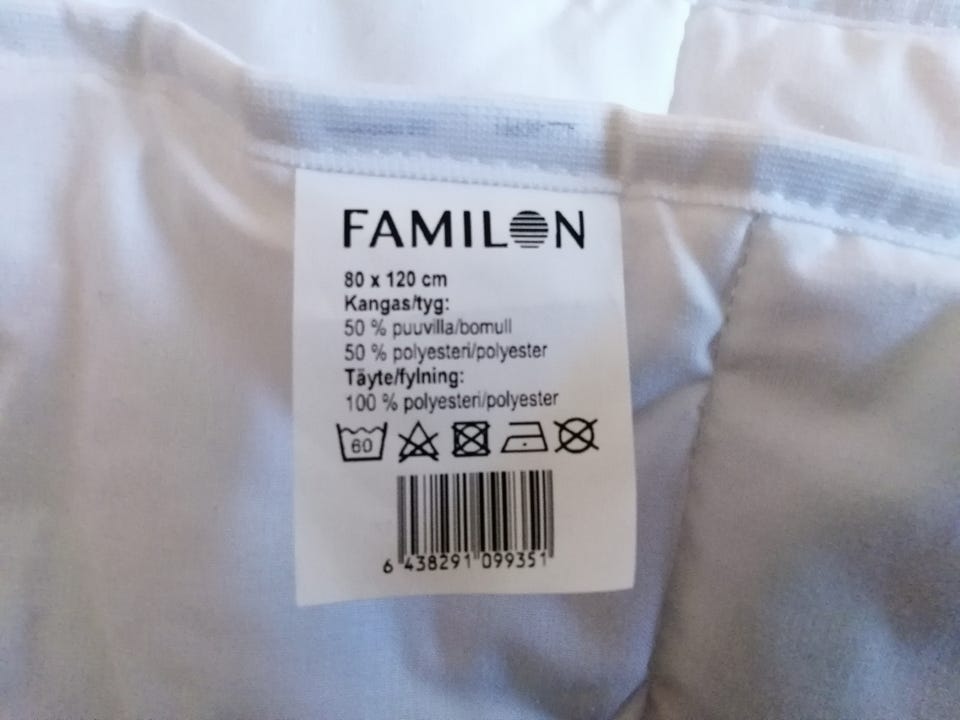 FAMILON
80 x 120 cm
Kangas/tyg:
50 % puuvilla/bomull
50 % polyesteri/polyester
Täyte/fylning:
100 % polyesteri/polyester
60
6 438291 099351